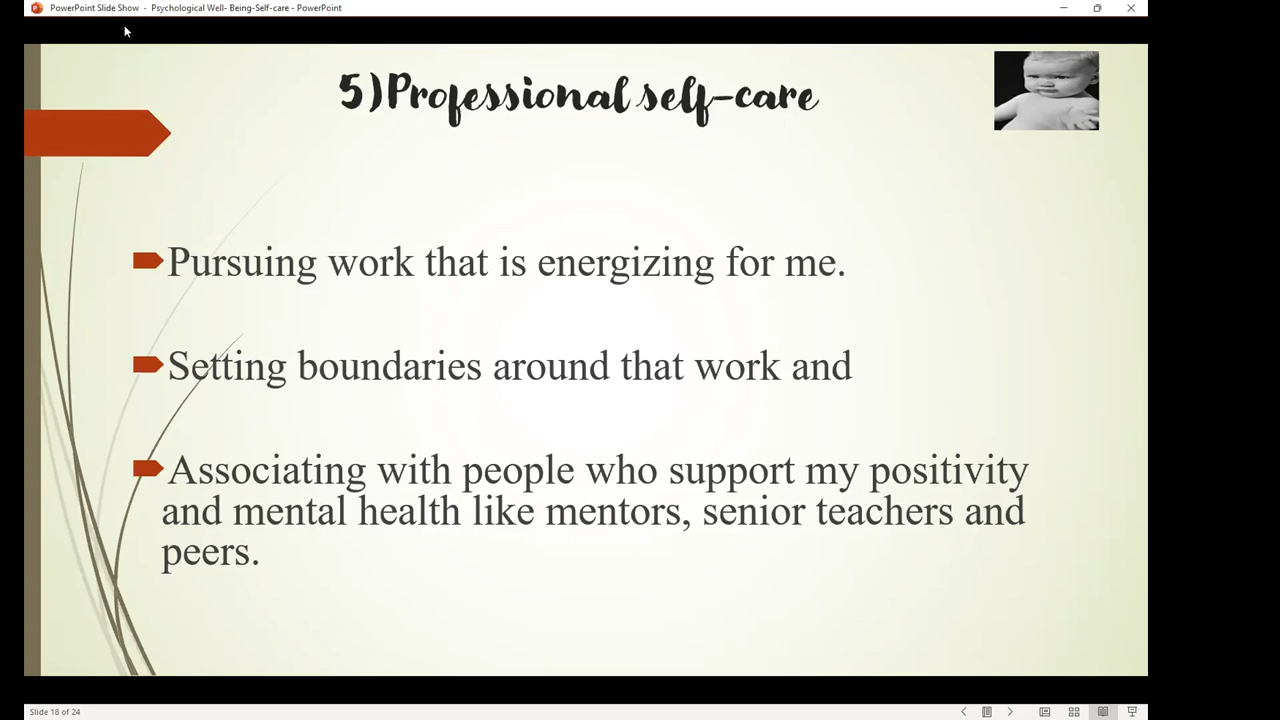 PowerPoint Slide Show - Psychological Well- Being-Self-care - PowerPoint
5)Professional self-care
Pursuing work that is energizing for me.
Setting boundaries around that work and
Associating with people who support my positivity
and mental health like mentors, senior teachers and
peers.
Slide 18 of 24